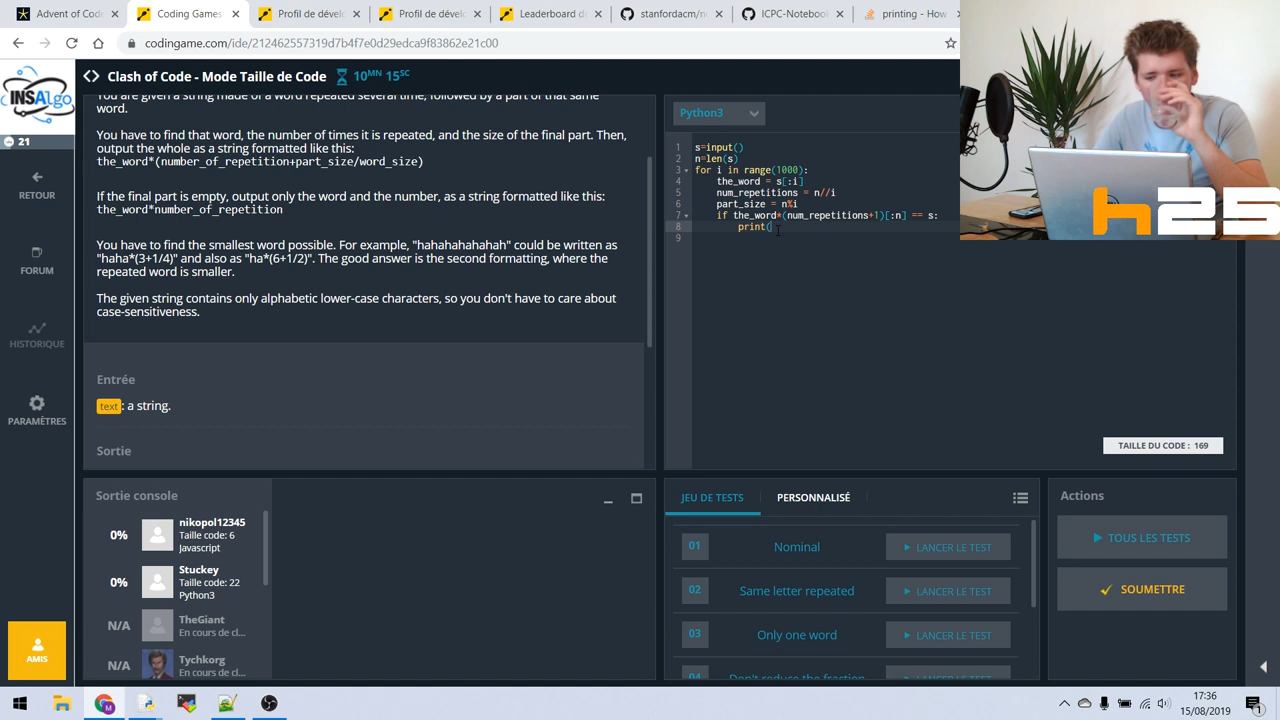 Ade
Coding Games
Profil de dével
Profil de dével
Leaderboard d
stanfordacm/r
ICPC-Notebook
printing - How
codingame.com/ide/212462557319d7b4f7e0d29edca9f83862e21c00
INSAlgo
21
RETOUR
FORUM
HISTORIQUE
PARAMÈTRES
AMIS
Clash of Code - Mode Taille de Code
10MN 15SC
You are given a string made of a word repeated several time, followed by a part of that same
word.
You have to find that word, the number of times it is repeated, and the size of the final part. Then,
output the whole as a string formatted like this:
the_word*(number_of_repetition+part_size/word_size)
If the final part is empty, output only the word and the number, as a string formatted like this:
the_word*number_of_repetition
You have to find the smallest word possible. For example, "hahahahahahah" could be written as
"haha*(3+1/4)" and also as "ha*(6+1/2)". The good answer is the second formatting, where the
repeated word is smaller.
The given string contains only alphabetic lower-case characters, so you don't have to care about
case-sensitiveness.
Entrée
text: a string.
Sortie
Python3
1 s=input()
2 n=len(s)
3 for i in range(1000):
4 the_word = s[:i]
5 num_repetitions = n//i
6 part_size = n%i
7 if the_word*(num_repetitions+1)[:n] == s:
8 print(
9
TAILLE DU CODE : 169
h25
Sortie console
0%
nikopol12345
Taille code: 6
Javascript
0%
Stuckey
Taille code: 22
Python3
N/A
TheGiant
En cours de cl...
N/A
Tychkorg
En cours de cl...
JEU DE TESTS
PERSONNALISÉ
01 Nominal LANCER LE TEST
02 Same letter repeated LANCER LE TEST
03 Only one word LANCER LE TEST
04 Don't reduce the fraction
Actions
TOUS LES TESTS
SOUMETTRE
17:36
15/08/2019
1